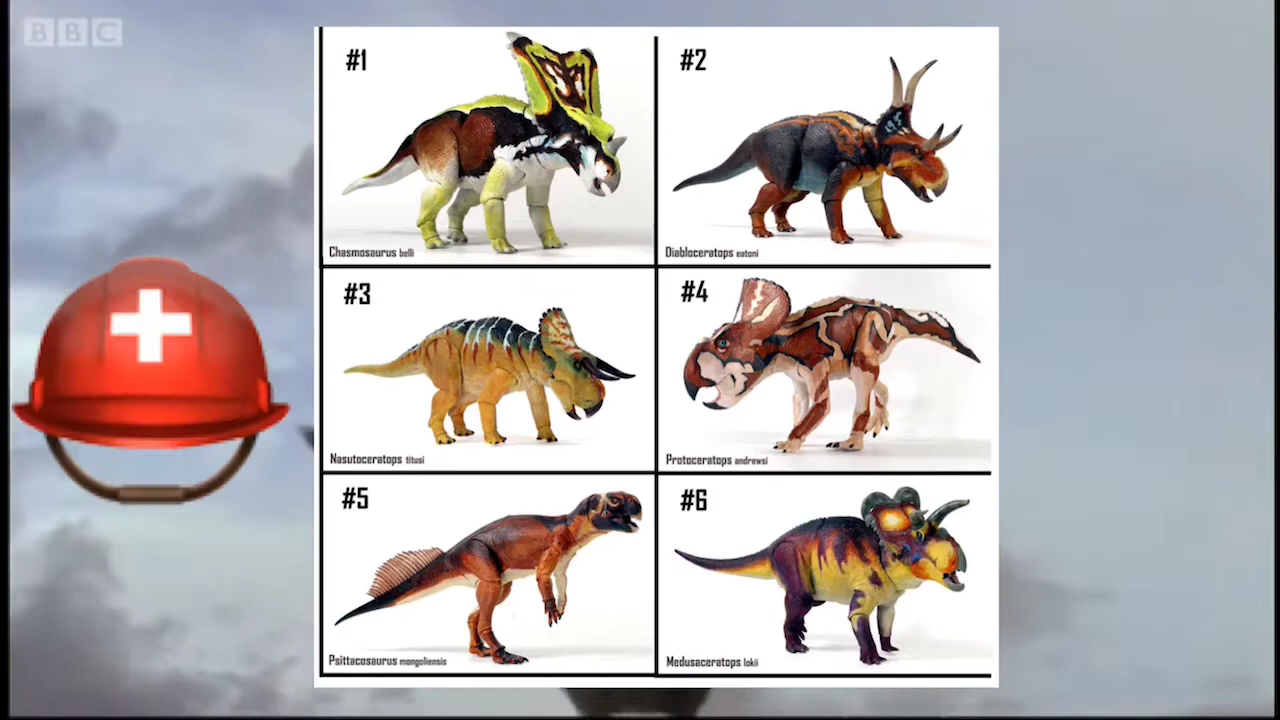 BBC
#1
Chasmosaurus belli
#2
Diabloceratops eatoni
#3
Nasutoceratops titusi
#4
Protoceratops andrewsi
#5
Psittacosaurus mongoliensis
#6
Medusaceratops lokii